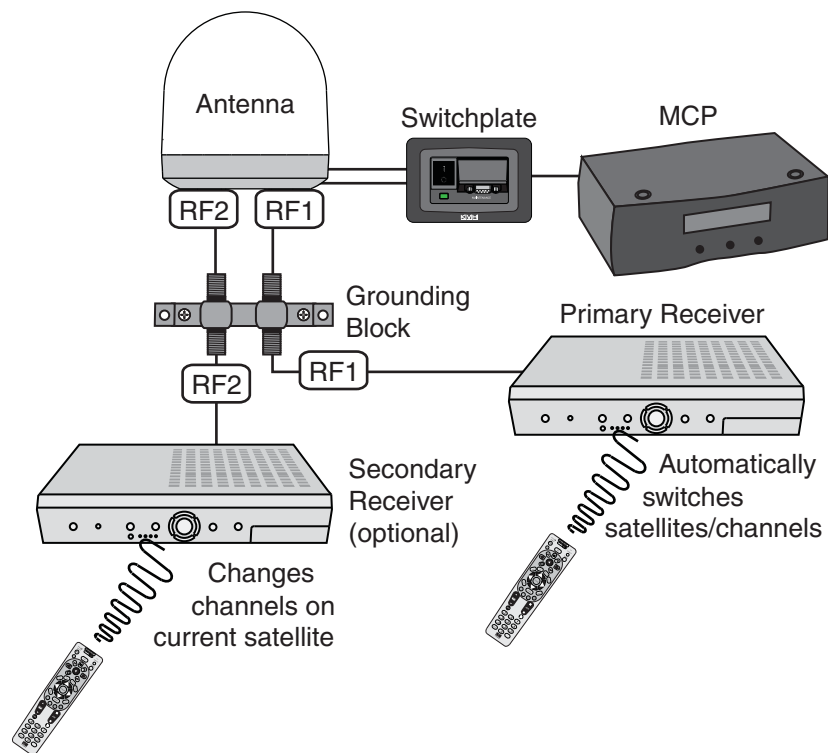 Antenna
Switchplate
MCP
RF2
RF1
KVH
Grounding
Block
Primary Receiver
RF1
RF2
Secondary
Receiver
(optional)
Automatically
switches
satellites/channels
Changes
channels on
current satellite